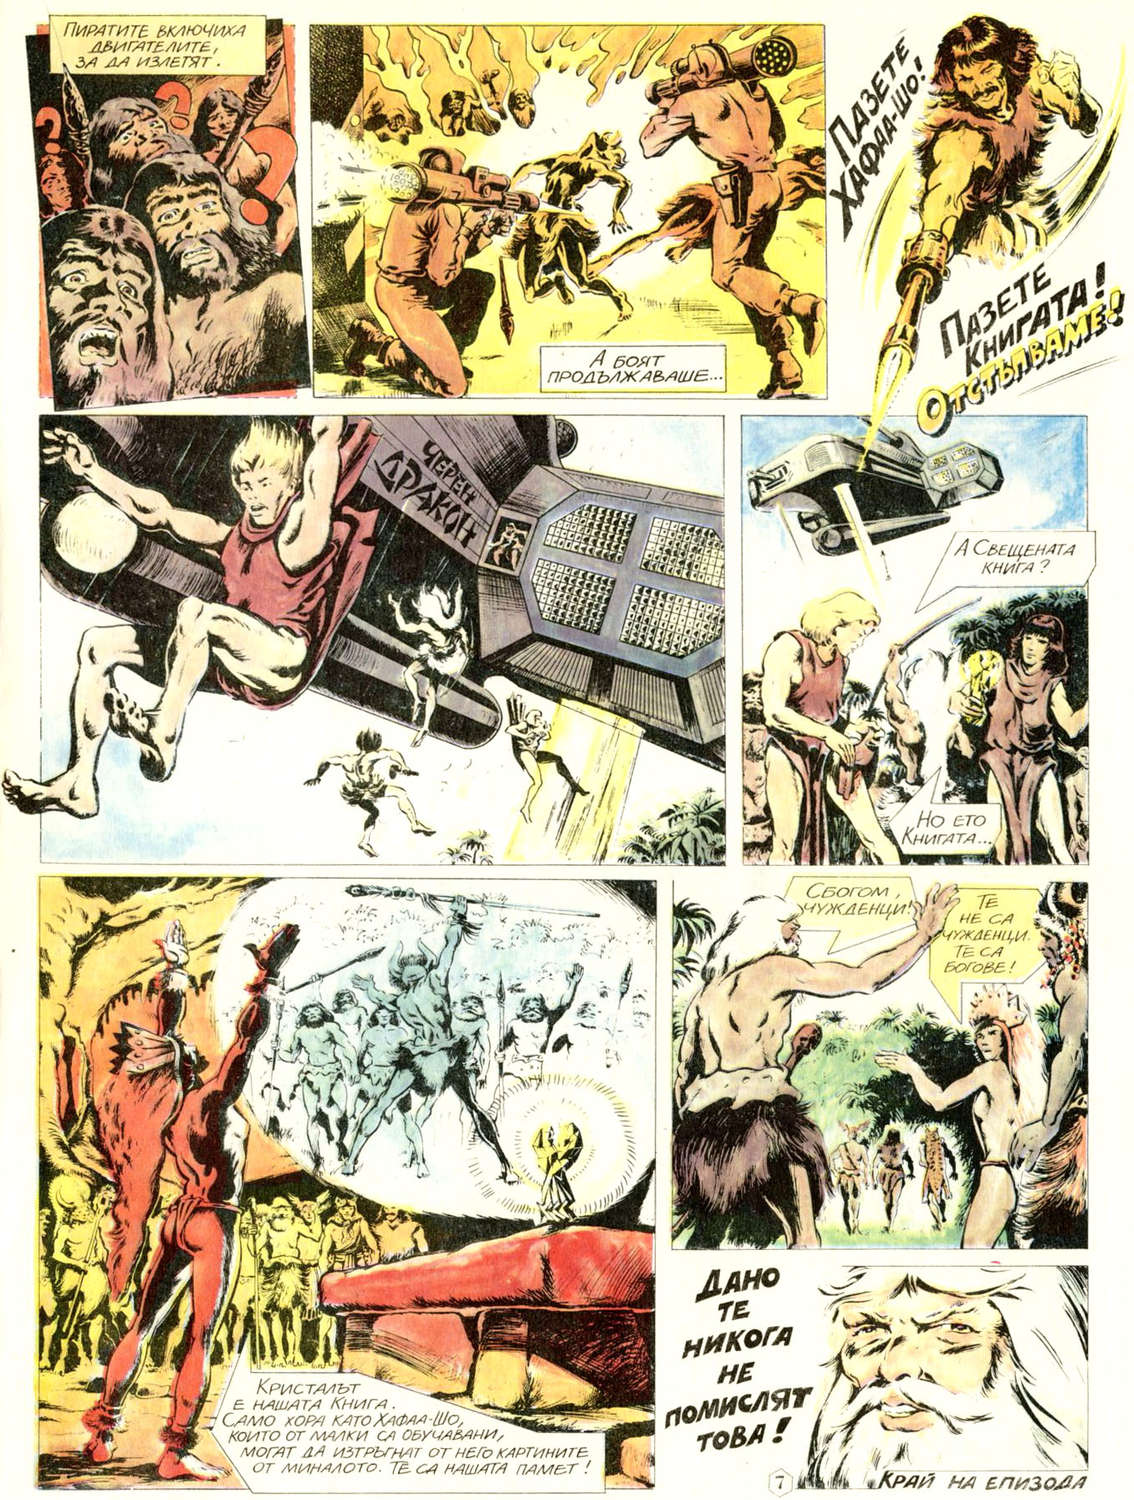 Пиратите включиха
двигателите,
за да излетят.
?
?
?
А боят
продължаваше...
Пазете
Хафаа-Шо!
Пазете
книгата!
Отстъпваме!
Черен
дракон
А Свещената
книга?
Но ето
Книгата...
Сбогом,
чужденци!
Те
не са
чужденци.
Те са
богове!
Кристалът
е нашата Книга.
Само хора като Хафаа-Шо,
които от малки са обучавани,
могат да изтръгнат от него картините
от миналото. Те са нашата памет!
Дано
те
никога
не
помислят
това!
7
Край на епизода